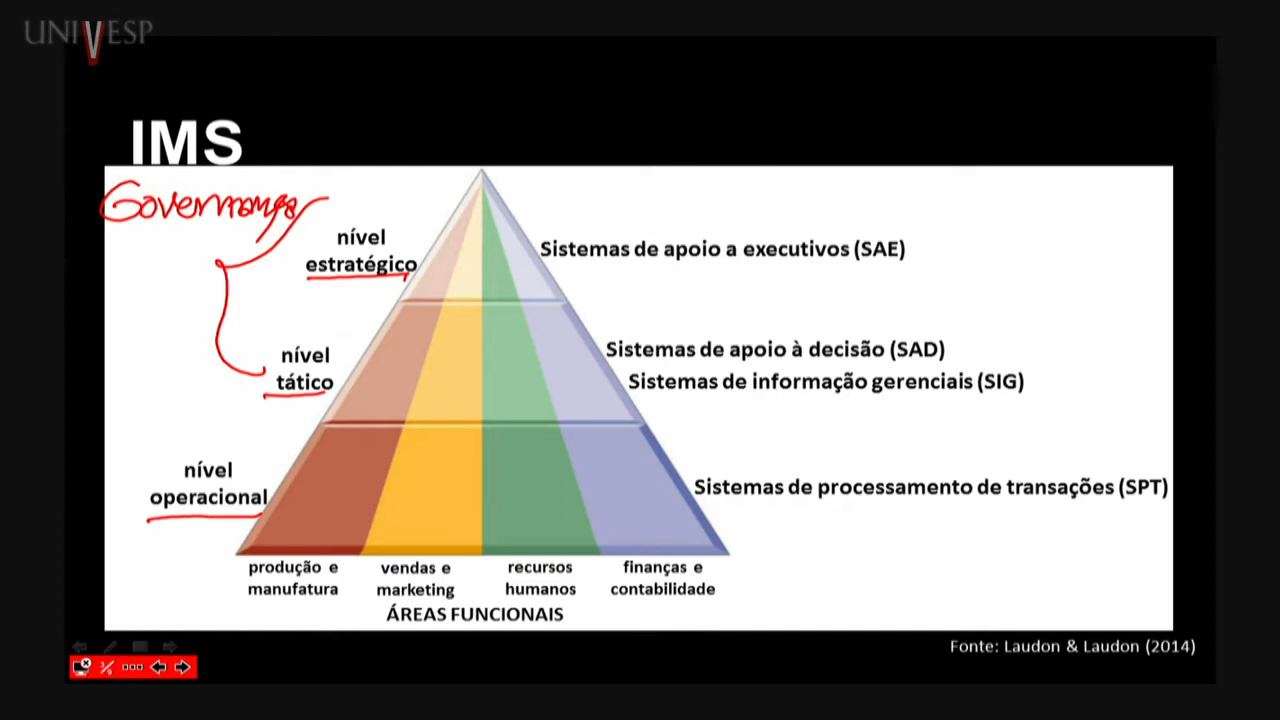 UNIVESP
IMS
Governança
nível
estratégico
Sistemas de apoio a executivos (SAE)
nível
tático
Sistemas de apoio à decisão (SAD)
Sistemas de informação gerenciais (SIG)
nível
operacional
Sistemas de processamento de transações (SPT)
produção e
manufatura
vendas e
marketing
recursos
humanos
finanças e
contabilidade
ÁREAS FUNCIONAIS
Fonte: Laudon & Laudon (2014)